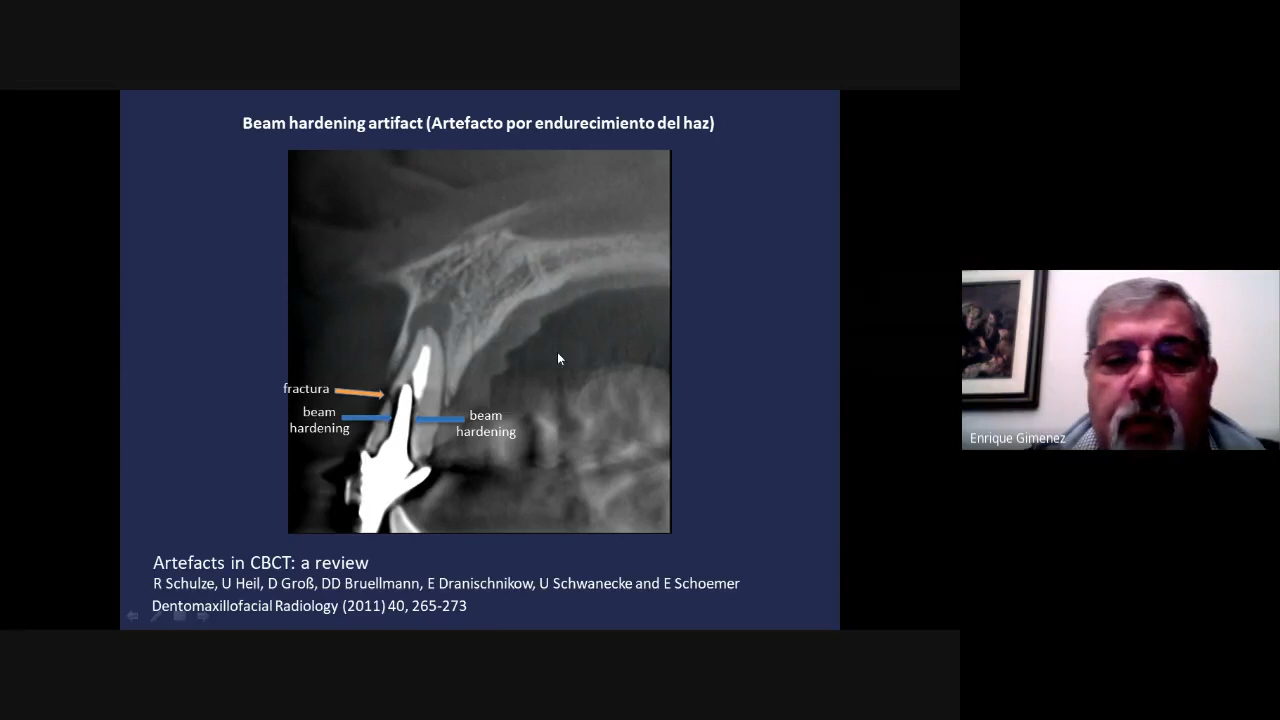 Beam hardening artifact (Artefacto por endurecimiento del haz)
fractura
beam
hardening
beam
hardening
Artefacts in CBCT: a review
R Schulze, U Heil, D Groß, DD Bruellmann, E Dranischnikow, U Schwanecke and E Schoemer
Dentomaxillofacial Radiology (2011) 40, 265-273
Enrique Gimenez